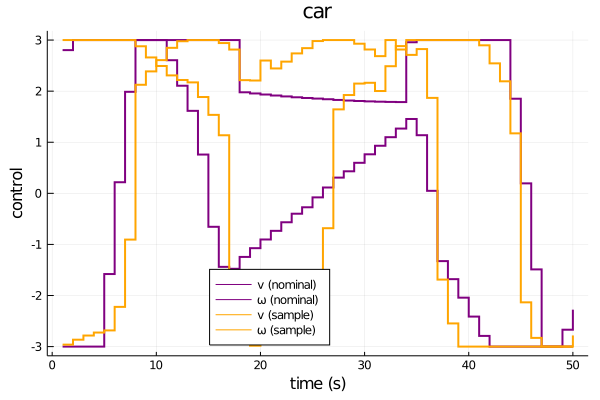 car
control
3
2
1
0
-1
-2
-3
v (nominal)
ω (nominal)
v (sample)
ω (sample)
0
10
20
30
40
50
time (s)